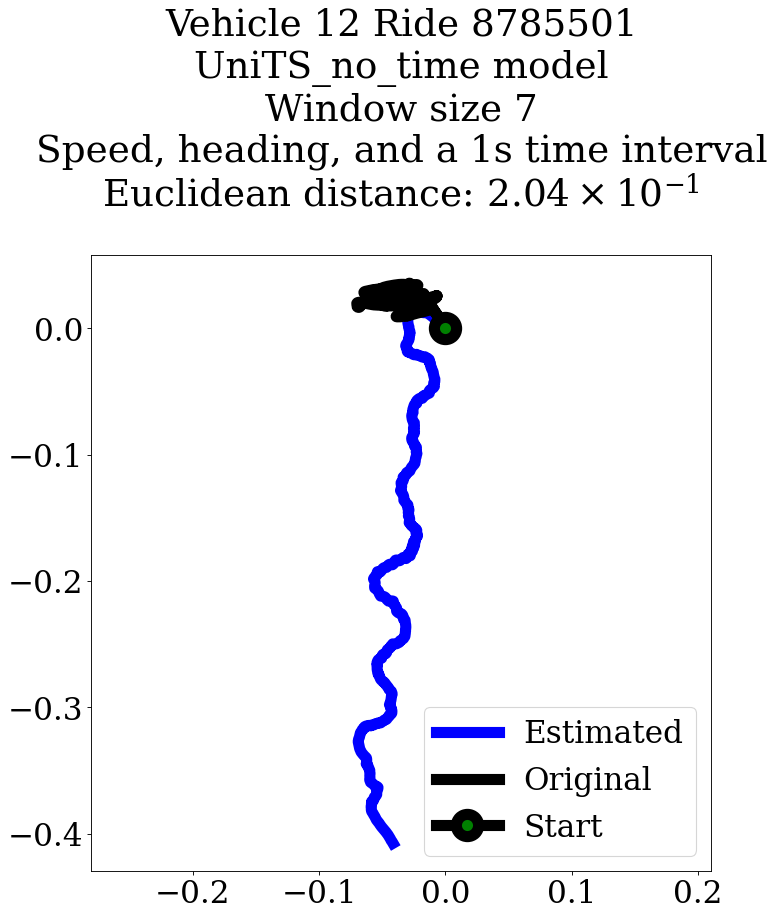 Vehicle 12 Ride 8785501
UniTS_no_time model
Window size 7
Speed, heading, and a 1s time interval
Euclidean distance: $2.04 \times 10^{-1}$
0.0
−0.1
−0.2
−0.3
−0.4
−0.2
−0.1
0.0
0.1
0.2
Estimated
Original
Start